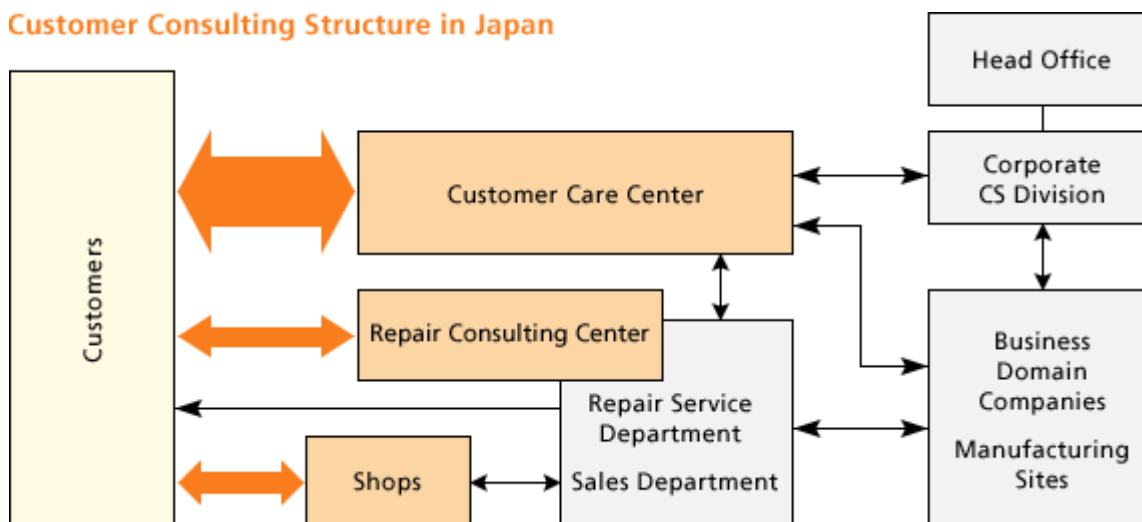 Customer Consulting Structure in Japan
Head Office
Corporate
CS Division
Customer Care Center
Customers
Repair Consulting Center
Business
Domain
Companies
Manufacturing
Sites
Repair Service
Department
Sales Department
Shops